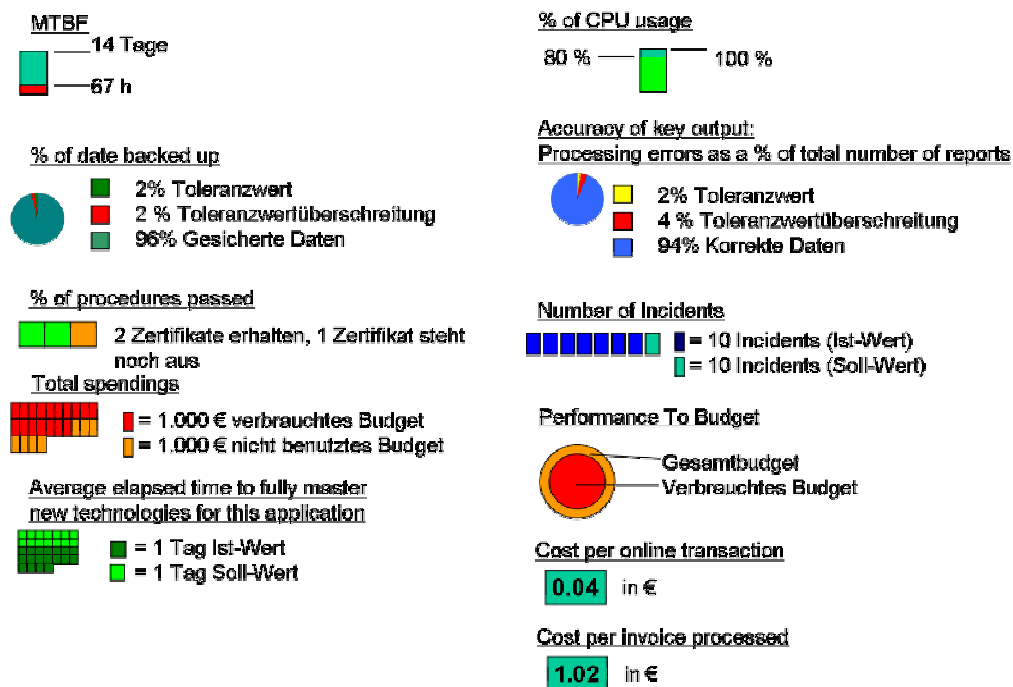 MTBF
14 Tage
67 h
% of date backed up
2% Toleranzwert
2 % Toleranzwertüberschreitung
96% Gesicherte Daten
% of procedures passed
2 Zertifikate erhalten, 1 Zertifikat steht
noch aus
Total spendings
= 1.000 € verbrauchtes Budget
= 1.000 € nicht benutztes Budget
Average elapsed time to fully master
new technologies for this application
= 1 Tag Ist-Wert
= 1 Tag Soll-Wert
% of CPU usage
80 %
100 %
Accuracy of key output:
Processing errors as a % of total number of reports
2% Toleranzwert
4 % Toleranzwertüberschreitung
94% Korrekte Daten
Number of Incidents
= 10 Incidents (Ist-Wert)
= 10 Incidents (Soll-Wert)
Performance To Budget
Gesamtbudget
Verbrauchtes Budget
Cost per online transaction
0.04 in €
Cost per invoice processed
1.02 in €